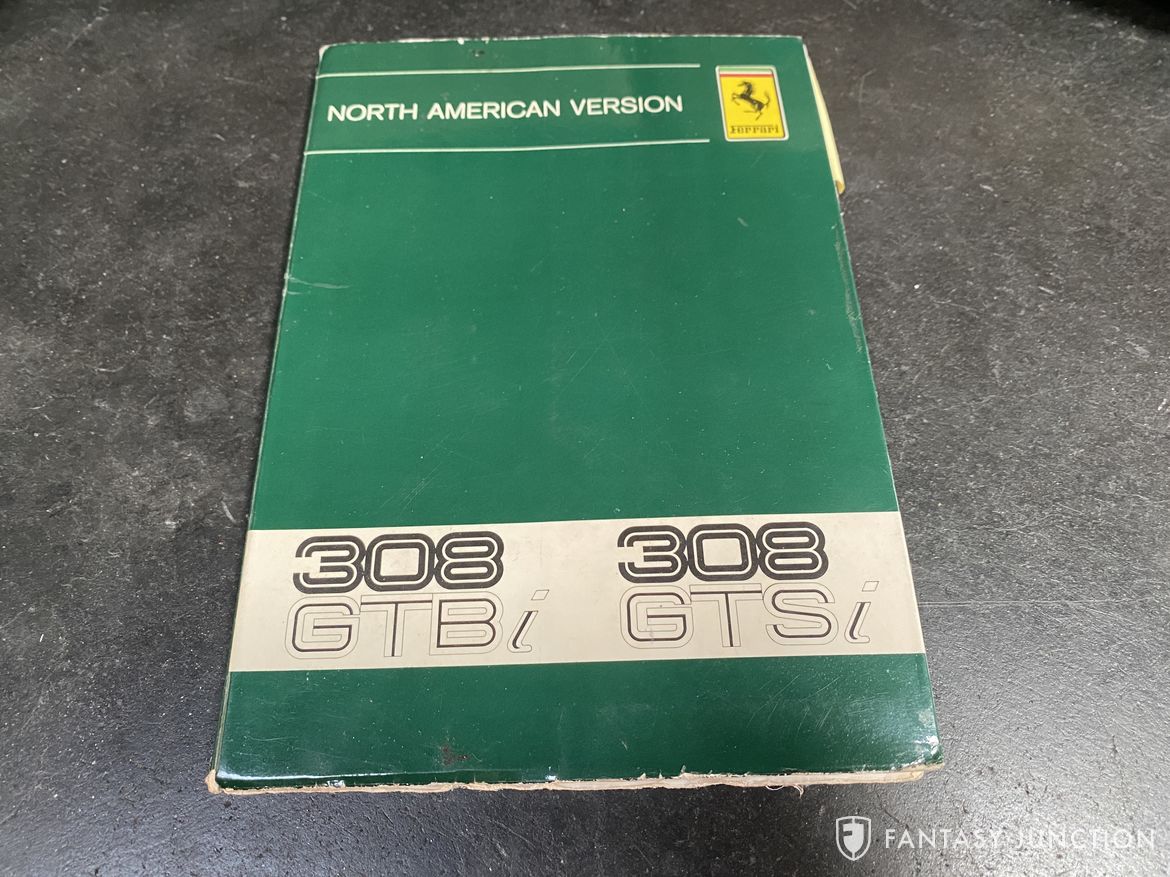 NORTH AMERICAN VERSION
Ferrari
308 308
GTBi GTSi
FANTASY JUNCTION